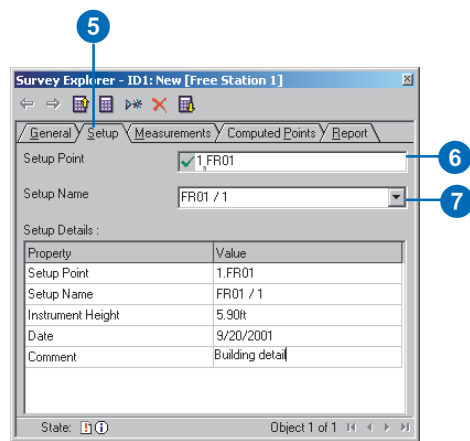 5
Survey Explorer - ID1: New [Free Station 1]
General Setup Measurements Computed Points Report
Setup Point 1,FR01 6
Setup Name FR01 / 1 7
Setup Details :
Property Value
Setup Point 1.FR01
Setup Name FR01 / 1
Instrument Height 5.90ft
Date 9/20/2001
Comment Building detail
State: Object 1 of 1